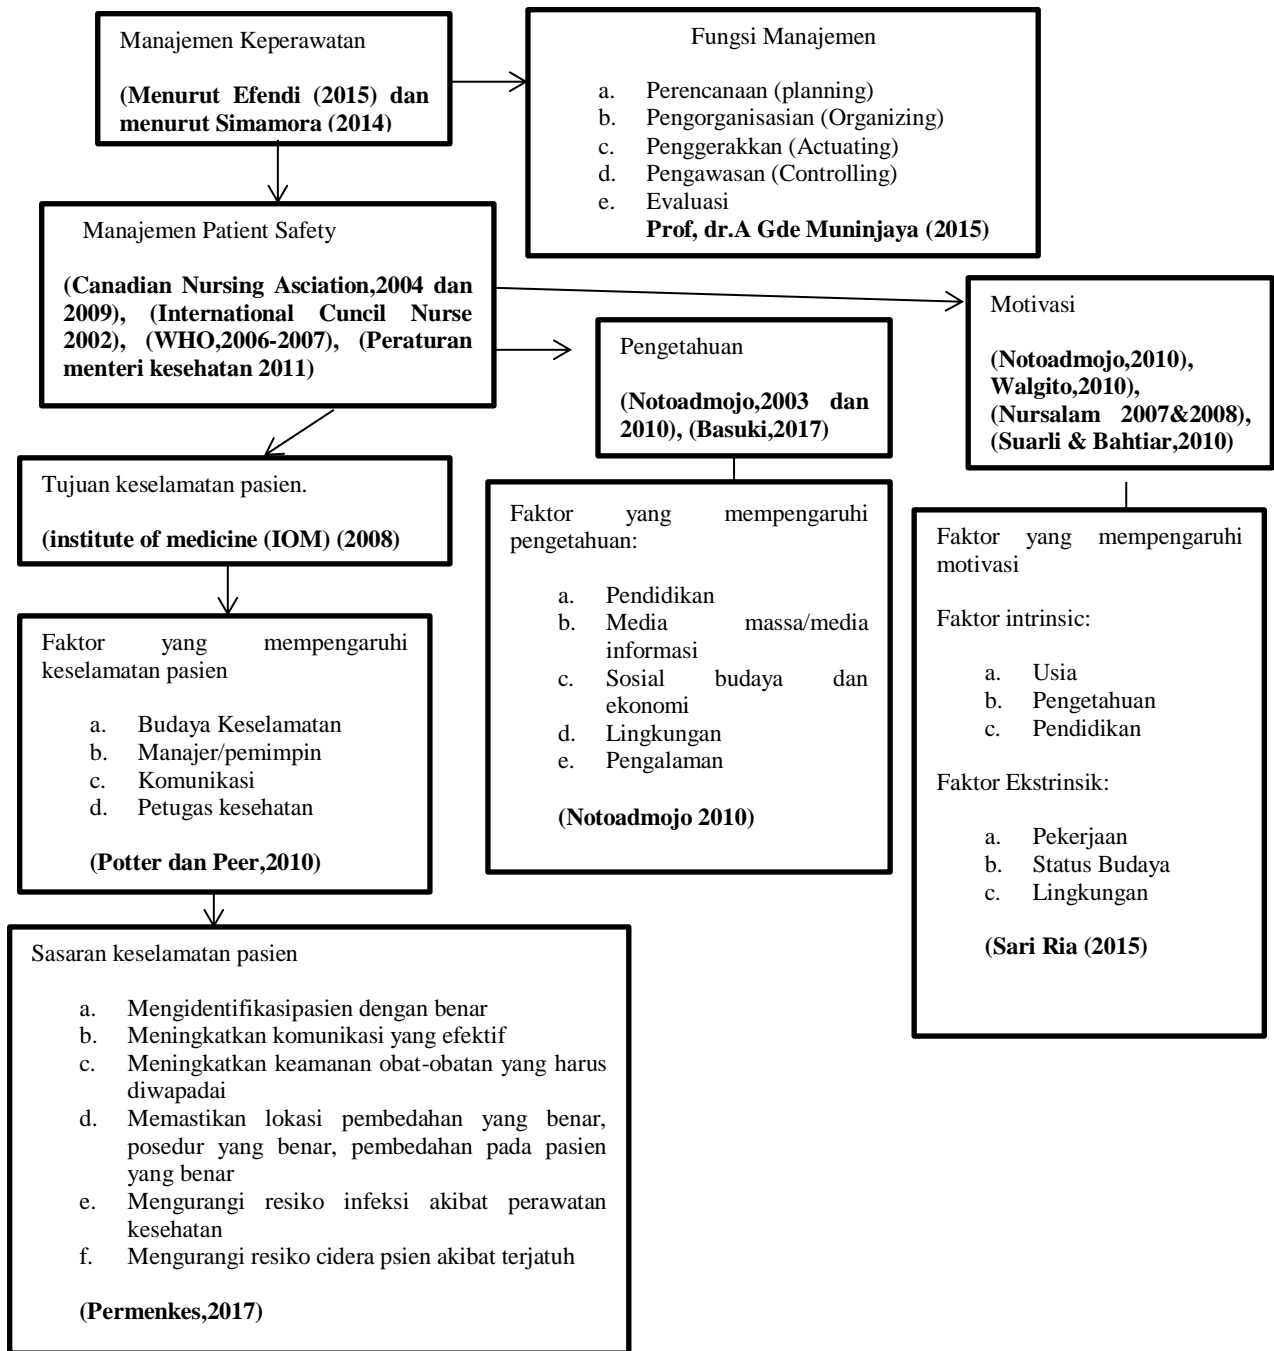 Manajemen Keperawatan
(Menurut Efendi (2015) dan
menurut Simamora (2014)
Fungsi Manajemen
a. Perencanaan (planning)
b. Pengorganisasian (Organizing)
c. Penggerakkan (Actuating)
d. Pengawasan (Controlling)
e. Evaluasi
Prof, dr.A Gde Muninjaya (2015)
Manajemen Patient Safety
(Canadian Nursing Asciation,2004 dan
2009), (International Cuncil Nurse
2002), (WHO,2006-2007), (Peraturan
menteri kesehatan 2011)
Pengetahuan
(Notoadmojo,2003 dan
2010), (Basuki,2017)
Motivasi
(Notoadmojo,2010),
Walgito,2010),
(Nursalam 2007&2008),
(Suarli & Bahtiar,2010)
Tujuan keselamatan pasien.
(institute of medicine (IOM) (2008)
Faktor yang mempengaruhi
pengetahuan:
a. Pendidikan
b. Media massa/media
informasi
c. Sosial budaya dan
ekonomi
d. Lingkungan
e. Pengalaman
(Notoadmojo 2010)
Faktor yang mempengaruhi
motivasi
Faktor intrinsic:
a. Usia
b. Pengetahuan
c. Pendidikan
Faktor Ekstrinsik:
a. Pekerjaan
b. Status Budaya
c. Lingkungan
(Sari Ria (2015)
Faktor yang mempengaruhi
keselamatan pasien
a. Budaya Keselamatan
b. Manajer/pemimpin
c. Komunikasi
d. Petugas kesehatan
(Potter dan Peer,2010)
Sasaran keselamatan pasien
a. Mengidentifikasipasien dengan benar
b. Meningkatkan komunikasi yang efektif
c. Meningkatkan keamanan obat-obatan yang harus
diwapadai
d. Memastikan lokasi pembedahan yang benar,
posedur yang benar, pembedahan pada pasien
yang benar
e. Mengurangi resiko infeksi akibat perawatan
kesehatan
f. Mengurangi resiko cidera psien akibat terjatuh
(Permenkes,2017)